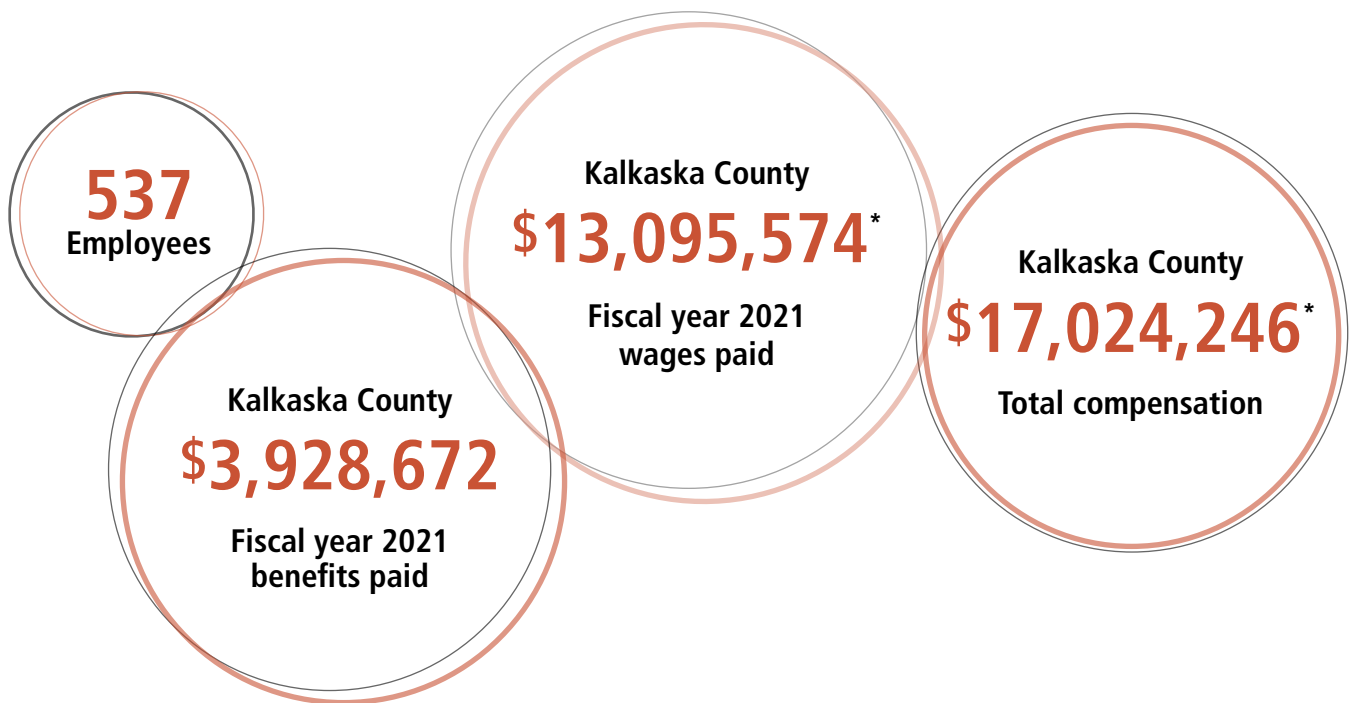 537
Employees
Kalkaska County
$3,928,672
Fiscal year 2021
benefits paid
Kalkaska County
$13,095,574*
Fiscal year 2021
wages paid
Kalkaska County
$17,024,246*
Total compensation